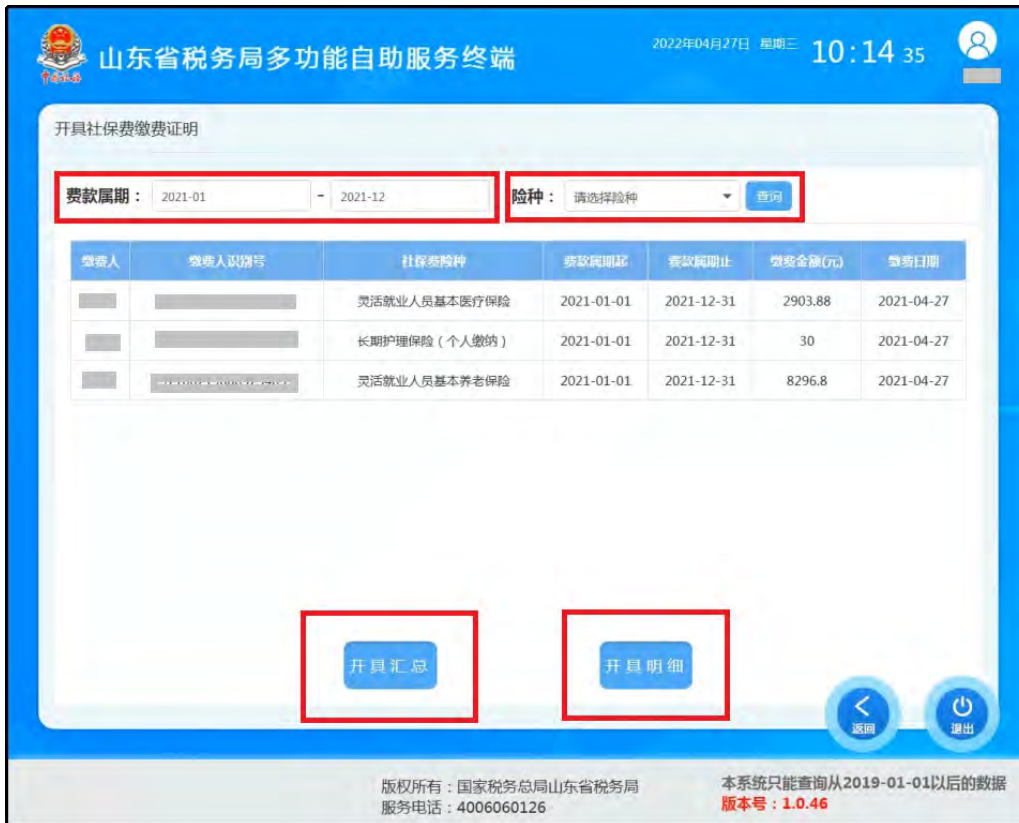 山东省税务局多功能自助服务终端
2022年04月27日 星期三 10:14 35
中国税务
开具社保费缴费证明
费款属期： 2021-01 - 2021-12 险种： 请选择险种 查询
缴费人 缴费人识别号 社保费险种 费款属期起 费款属期止 缴费金额(元) 缴费日期
灵活就业人员基本医疗保险 2021-01-01 2021-12-31 2903.88 2021-04-27
长期护理保险（个人缴纳） 2021-01-01 2021-12-31 30 2021-04-27
灵活就业人员基本养老保险 2021-01-01 2021-12-31 8296.8 2021-04-27
开具汇总 开具明细
返回 退出
版权所有：国家税务总局山东省税务局
服务电话：4006060126
本系统只能查询从2019-01-01以后的数据
版本号：1.0.46